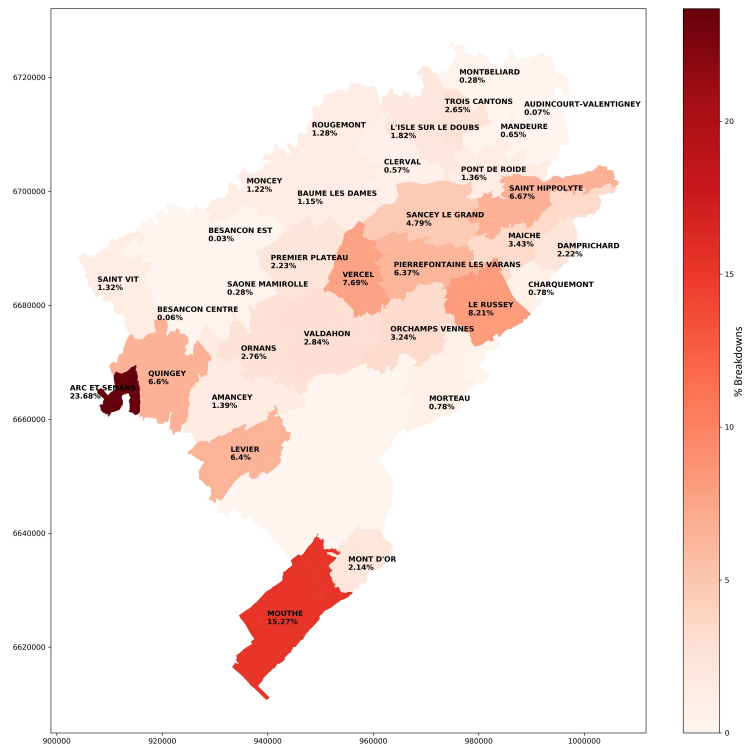 6720000
6700000
6680000
6660000
6640000
6620000
900000
920000
940000
960000
980000
1000000
MONTBELIARD
0.28%
TROIS CANTONS
2.65%
AUDINCOURT-VALENTIGNEY
0.07%
ROUGEMONT
1.28%
L'ISLE SUR LE DOUBS
1.82%
MANDEURE
0.65%
CLERVAL
0.57%
PONT DE ROIDE
1.36%
MONCEY
1.22%
BAUME LES DAMES
1.15%
SAINT HIPPOLYTE
6.67%
SANCEY LE GRAND
4.79%
BESANCON EST
0.03%
MAICHE
3.43%
DAMPRICHARD
2.22%
PREMIER PLATEAU
2.23%
PIERREFONTAINE LES VARANS
6.37%
VERCEL
7.69%
SAINT VIT
1.32%
SAONE MAMIROLLE
0.28%
CHARQUEMONT
0.78%
LE RUSSEY
8.21%
BESANCON CENTRE
0.06%
VALDAHON
2.84%
ORCHAMPS VENNES
3.24%
ORNANS
2.76%
QUINGEY
6.6%
ARC ET SENANS
23.68%
AMANCEY
1.39%
MORTEAU
0.78%
LEVIER
6.4%
MONT D'OR
2.14%
MOUTHE
15.27%
20
15
10
5
0
% Breakdowns